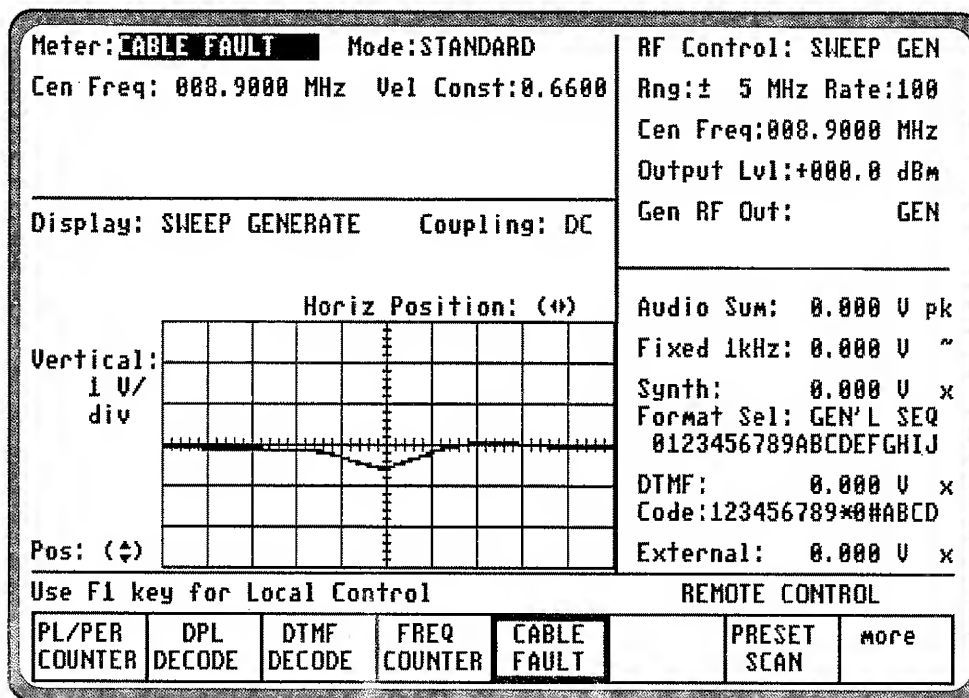 Meter:CABLE FAULT Mode:STANDARD
Cen Freq: 008.9000 MHz Vel Const:0.6600
Display: SWEEP GENERATE Coupling: DC
Horiz Position: (↔)
Vertical:
1 V/
div
Pos: (♦)
RF Control: SWEEP GEN
Rng:± 5 MHz Rate:100
Cen Freq:008.9000 MHz
Output Lvl:+000.0 dBm
Gen RF Out: GEN
Audio Sum: 0.000 V pk
Fixed 1kHz: 0.000 V ~
Synth: 0.000 V x
Format Sel: GEN'L SEQ
0123456789ABCDEFGHIJ
DTMF: 0.000 V x
Code:123456789*0#ABCD
External: 0.000 V x
Use F1 key for Local Control REMOTE CONTROL
PL/PER COUNTER
DPL DECODE
DTMF DECODE
FREQ COUNTER
CABLE FAULT
PRESET SCAN
more